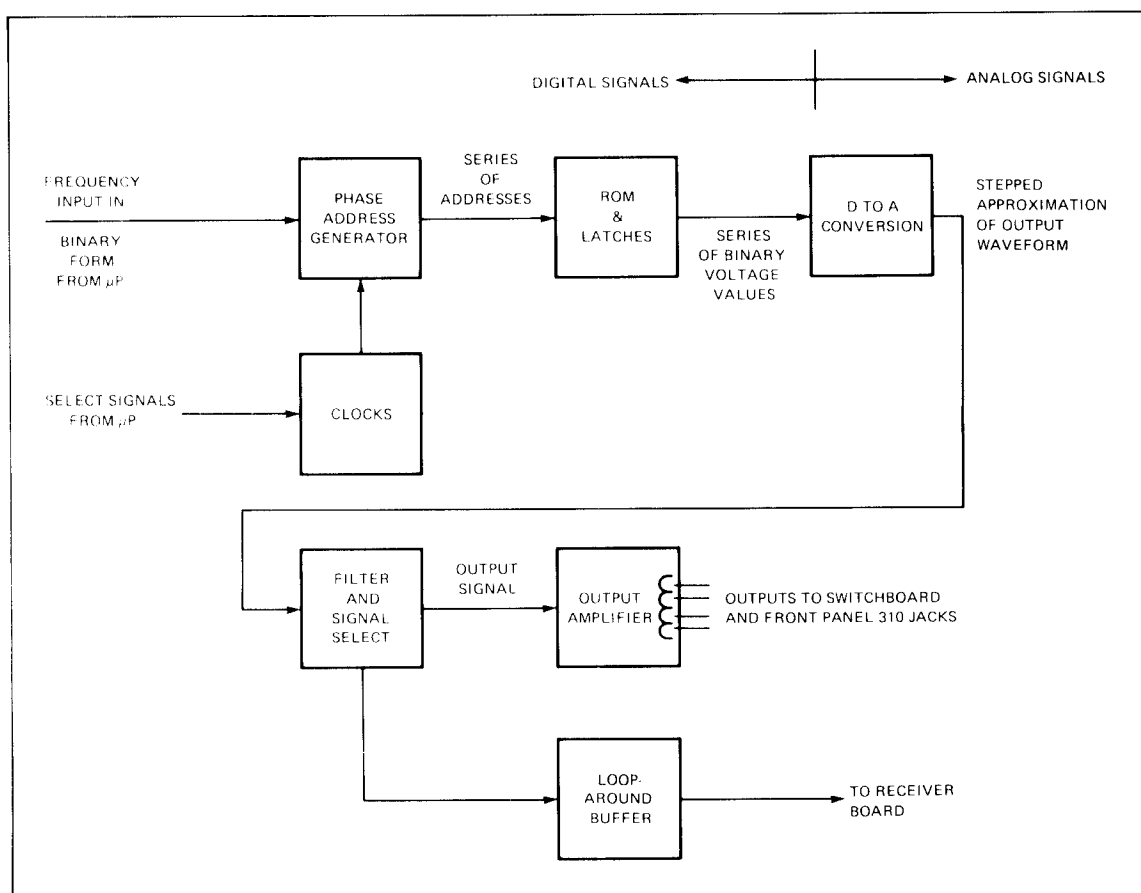 DIGITAL SIGNALS
ANALOG SIGNALS
FREQUENCY
INPUT IN
BINARY
FORM
FROM μP
PHASE
ADDRESS
GENERATOR
SERIES
OF
ADDRESSES
ROM
&
LATCHES
SERIES
OF BINARY
VOLTAGE
VALUES
D TO A
CONVERSION
STEPPED
APPROXIMATION
OF OUTPUT
WAVEFORM
SELECT SIGNALS
FROM μP
CLOCKS
FILTER
AND
SIGNAL
SELECT
OUTPUT
SIGNAL
OUTPUT
AMPLIFIER
OUTPUTS TO SWITCHBOARD
AND FRONT PANEL 310 JACKS
LOOP-
AROUND
BUFFER
TO RECEIVER
BOARD